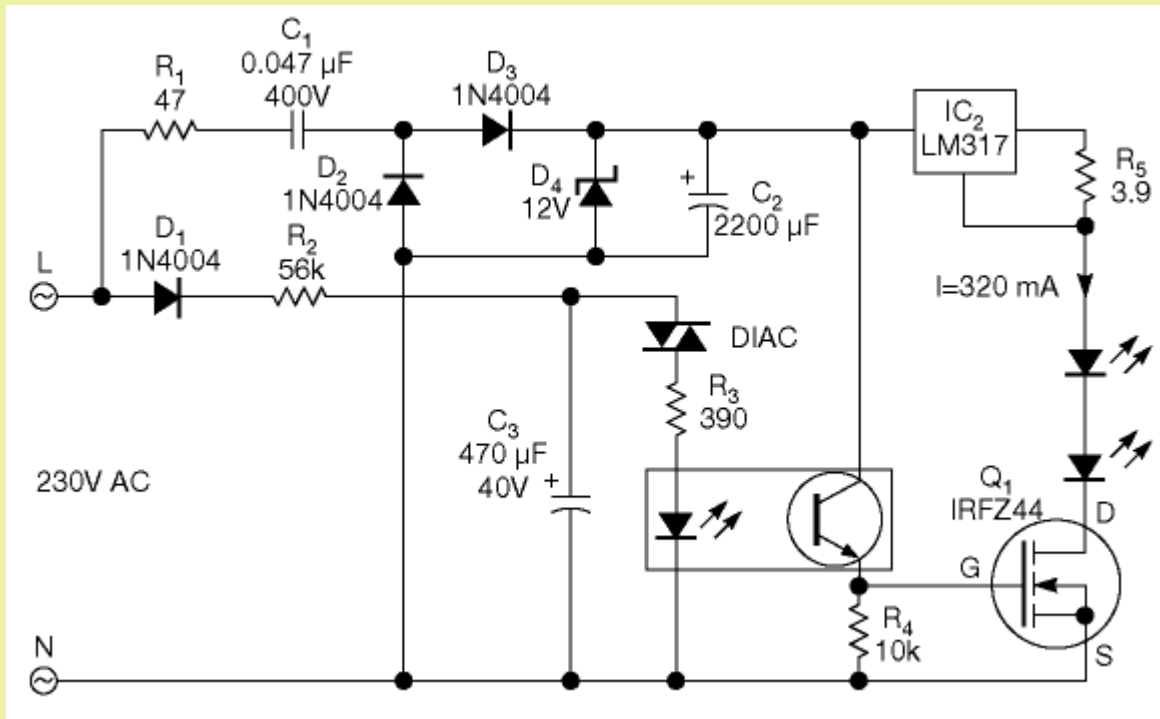 C1
0.047 µF
400V
R1
47
D3
1N4004
IC2
LM317
R5
3.9
D2
1N4004
D4
12V
+
C2
2200 µF
D1
1N4004
R2
56k
L
I=320 mA
DIAC
R3
390
C3
470 µF
40V
+
230V AC
Q1
IRFZ44
D
G
R4
10k
S
N